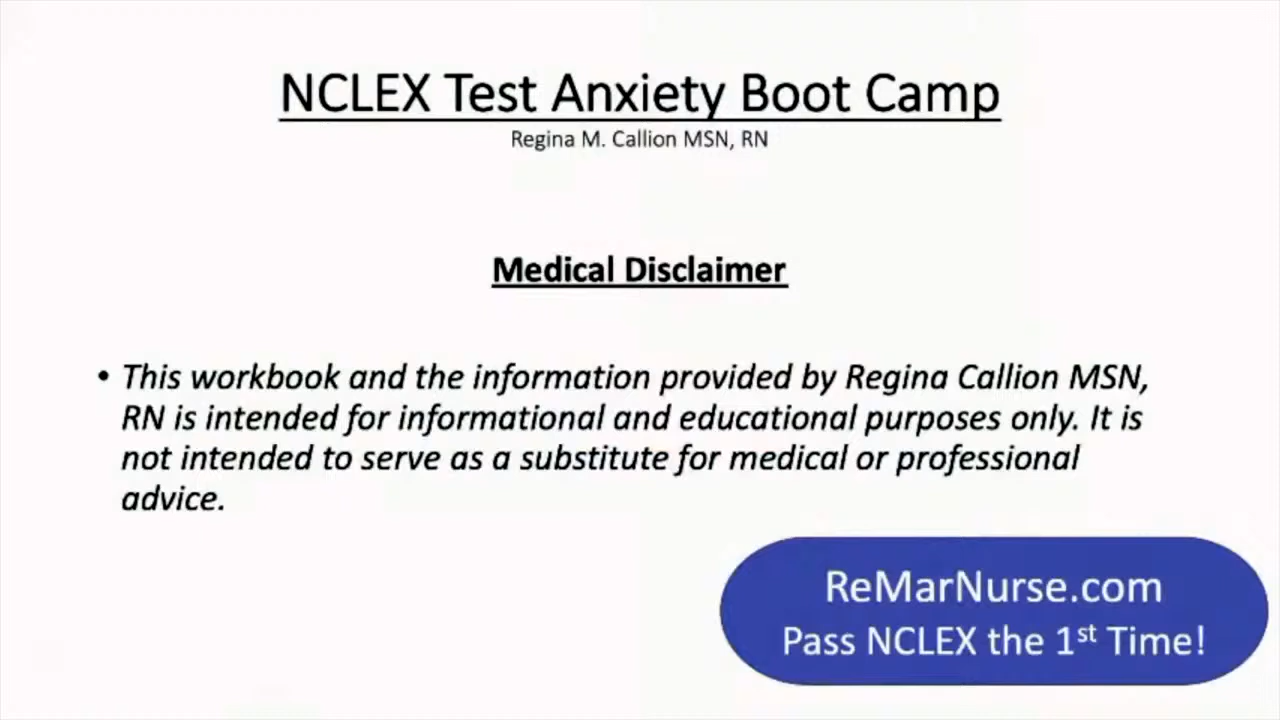 NCLEX Test Anxiety Boot Camp
Regina M. Callion MSN, RN
Medical Disclaimer
• This workbook and the information provided by Regina Callion MSN,
RN is intended for informational and educational purposes only. It is
not intended to serve as a substitute for medical or professional
advice.
ReMarNurse.com
Pass NCLEX the 1st Time!